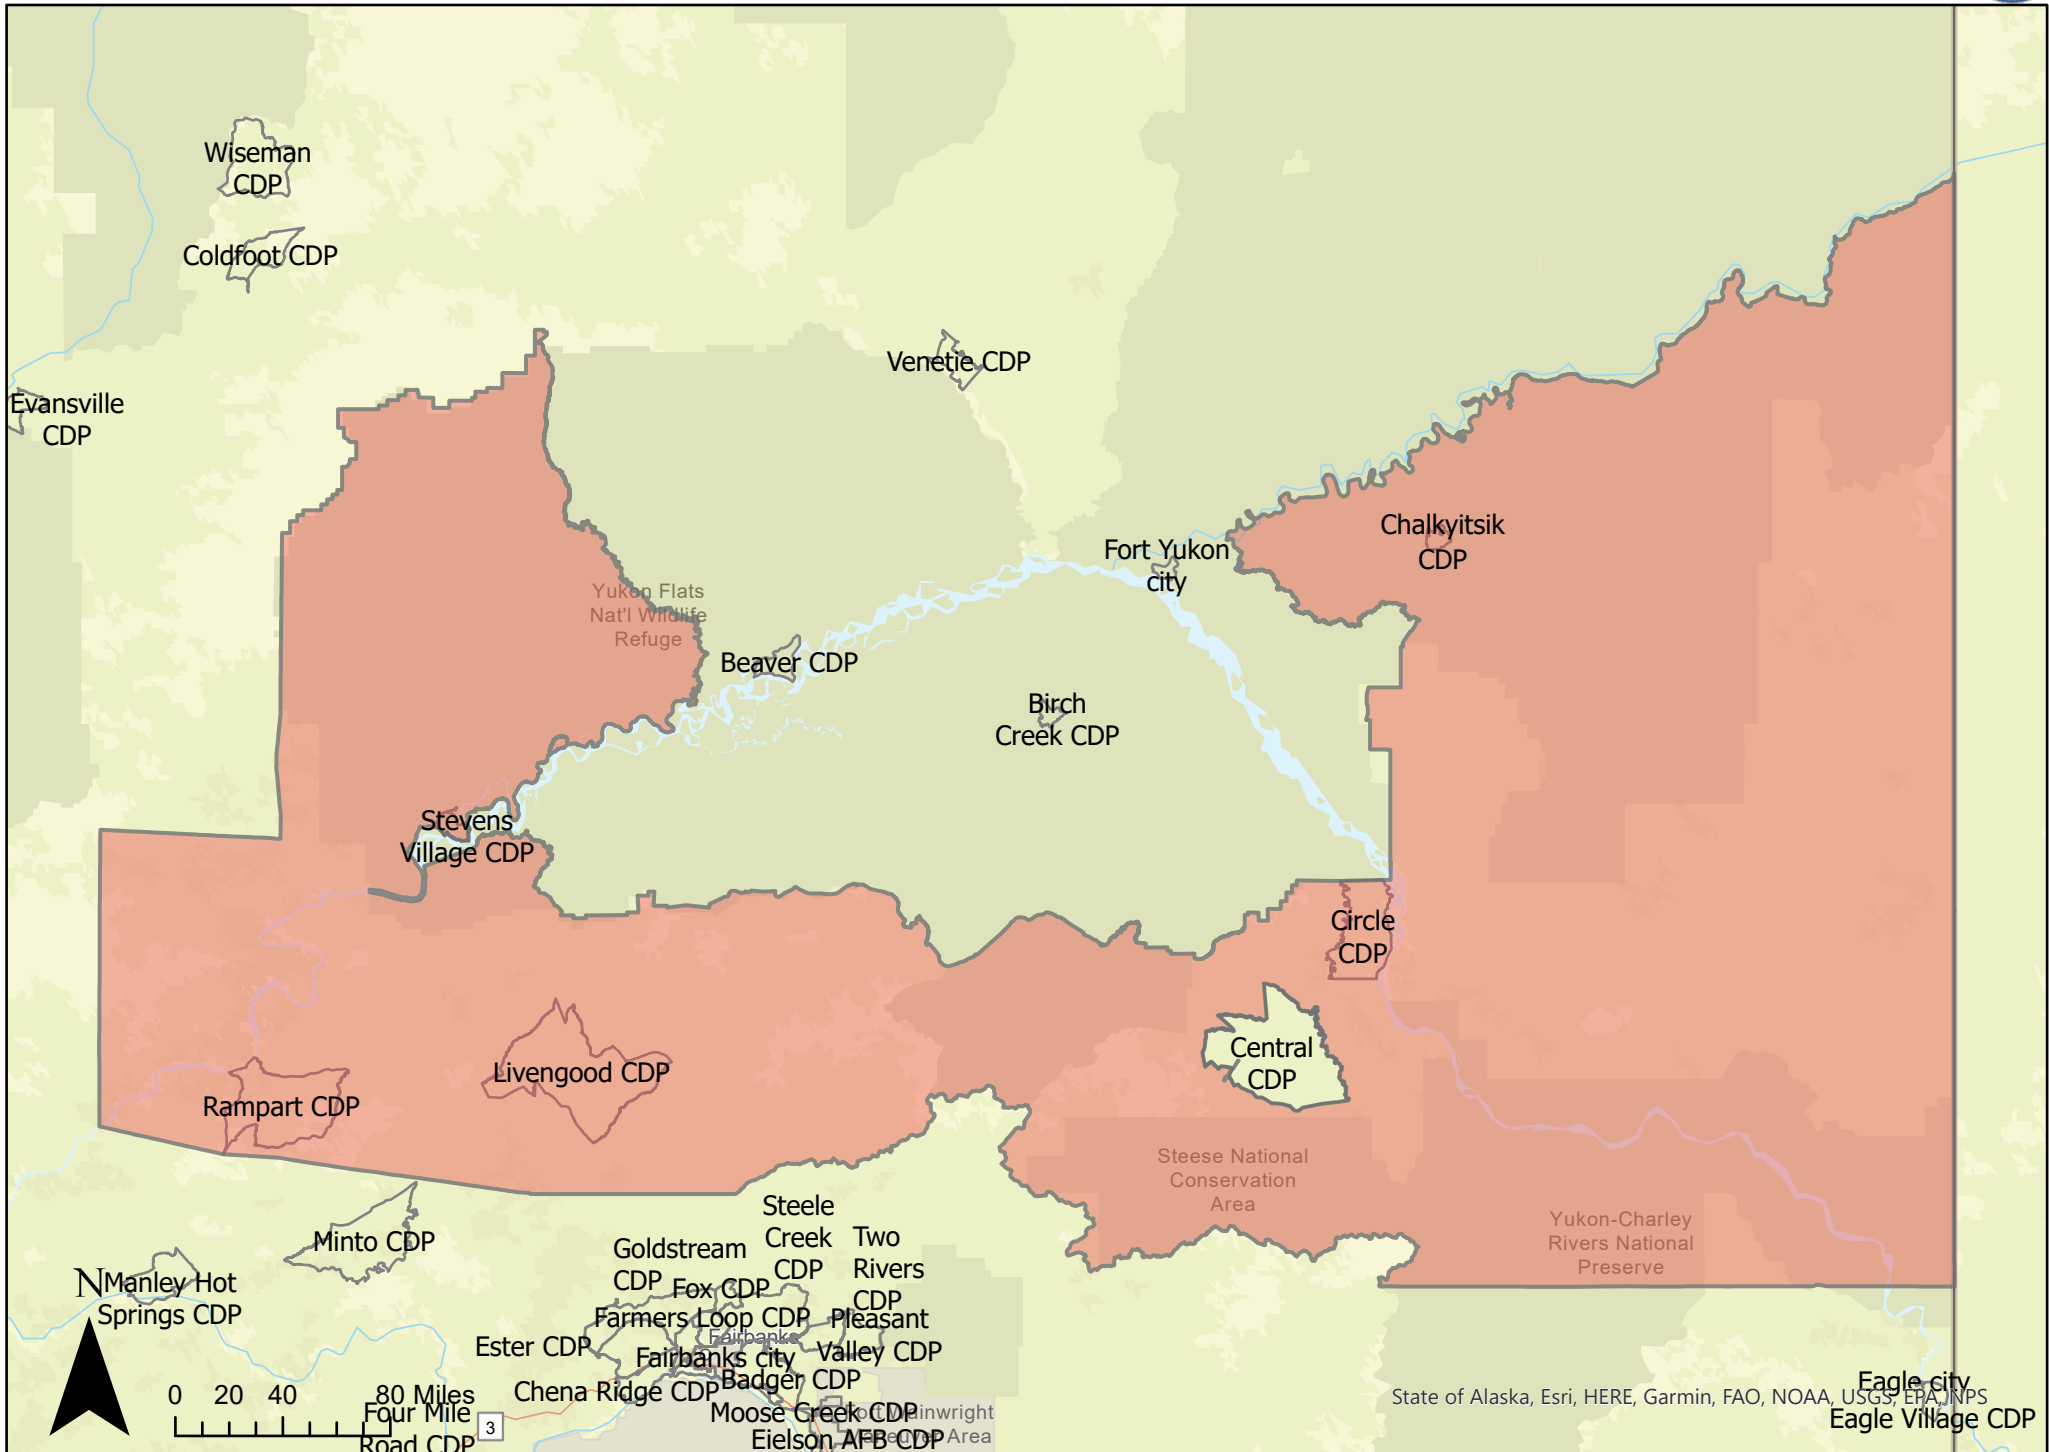 Wiseman
CDP
Coldfoot CDP
Evansville
CDP
Venetie CDP
Fort Yukon
city
Chalkyitsik
CDP
Yukon Flats
Nat'l Wildlife
Refuge
Beaver CDP
Birch
Creek CDP
Stevens
Village CDP
Circle
CDP
Central
CDP
Livengood CDP
Rampart CDP
Steese National
Conservation
Area
Yukon-Charley
Rivers National
Preserve
Minto CDP
Manley Hot
Springs CDP
N
Steele
Creek
CDP
Two
Rivers
CDP
Goldstream
CDP
Fox CDP
Farmers Loop CDP
Pleasant
Valley CDP
Fairbanks
Ester CDP
Fairbanks city
Badger CDP
Chena Ridge CDP
Moose Creek CDP
Fort Wainwright
Maneuver Area
Eielson AFB CDP
0 20 40 80 Miles
Four Mile
Road CDP
3
Eagle city
State of Alaska, Esri, HERE, Garmin, FAO, NOAA, USGS, EPA, NPS
Eagle Village CDP